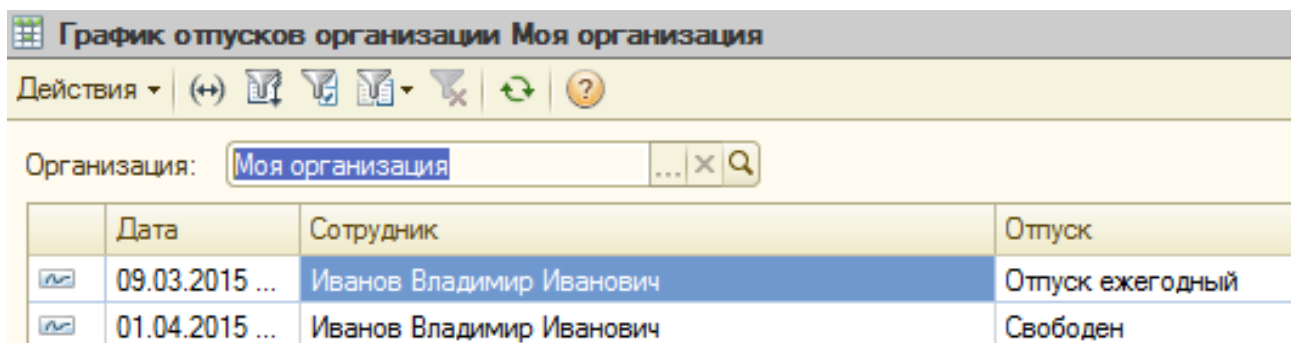 График отпусков организации Моя организация
Действия
Организация: Моя организация ...
Дата Сотрудник Отпуск
09.03.2015 ... Иванов Владимир Иванович Отпуск ежегодный
01.04.2015 ... Иванов Владимир Иванович Свободен